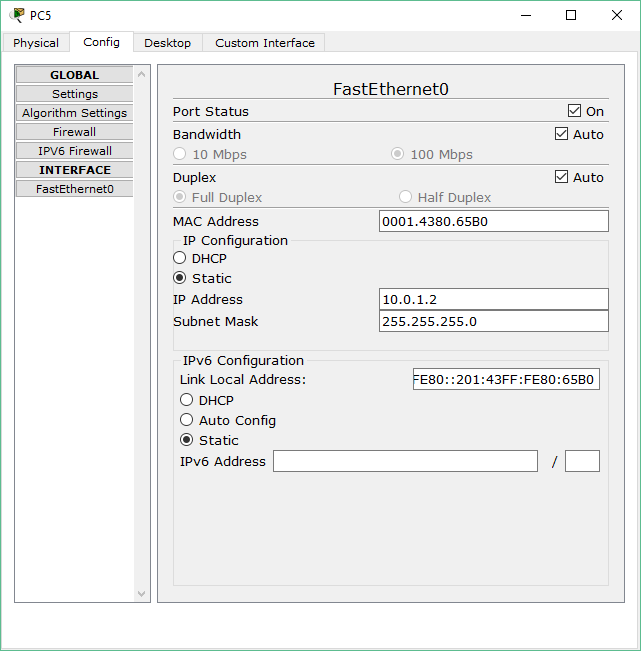 PC5
Physical Config Desktop Custom Interface
GLOBAL
Settings
Algorithm Settings
Firewall
IPV6 Firewall
INTERFACE
FastEthernet0
FastEthernet0
Port Status On
Bandwidth Auto
10 Mbps 100 Mbps
Duplex Auto
Full Duplex Half Duplex
MAC Address 0001.4380.65B0
IP Configuration
DHCP
Static
IP Address 10.0.1.2
Subnet Mask 255.255.255.0
IPv6 Configuration
Link Local Address: FE80::201:43FF:FE80:65B0
DHCP
Auto Config
Static
IPv6 Address /